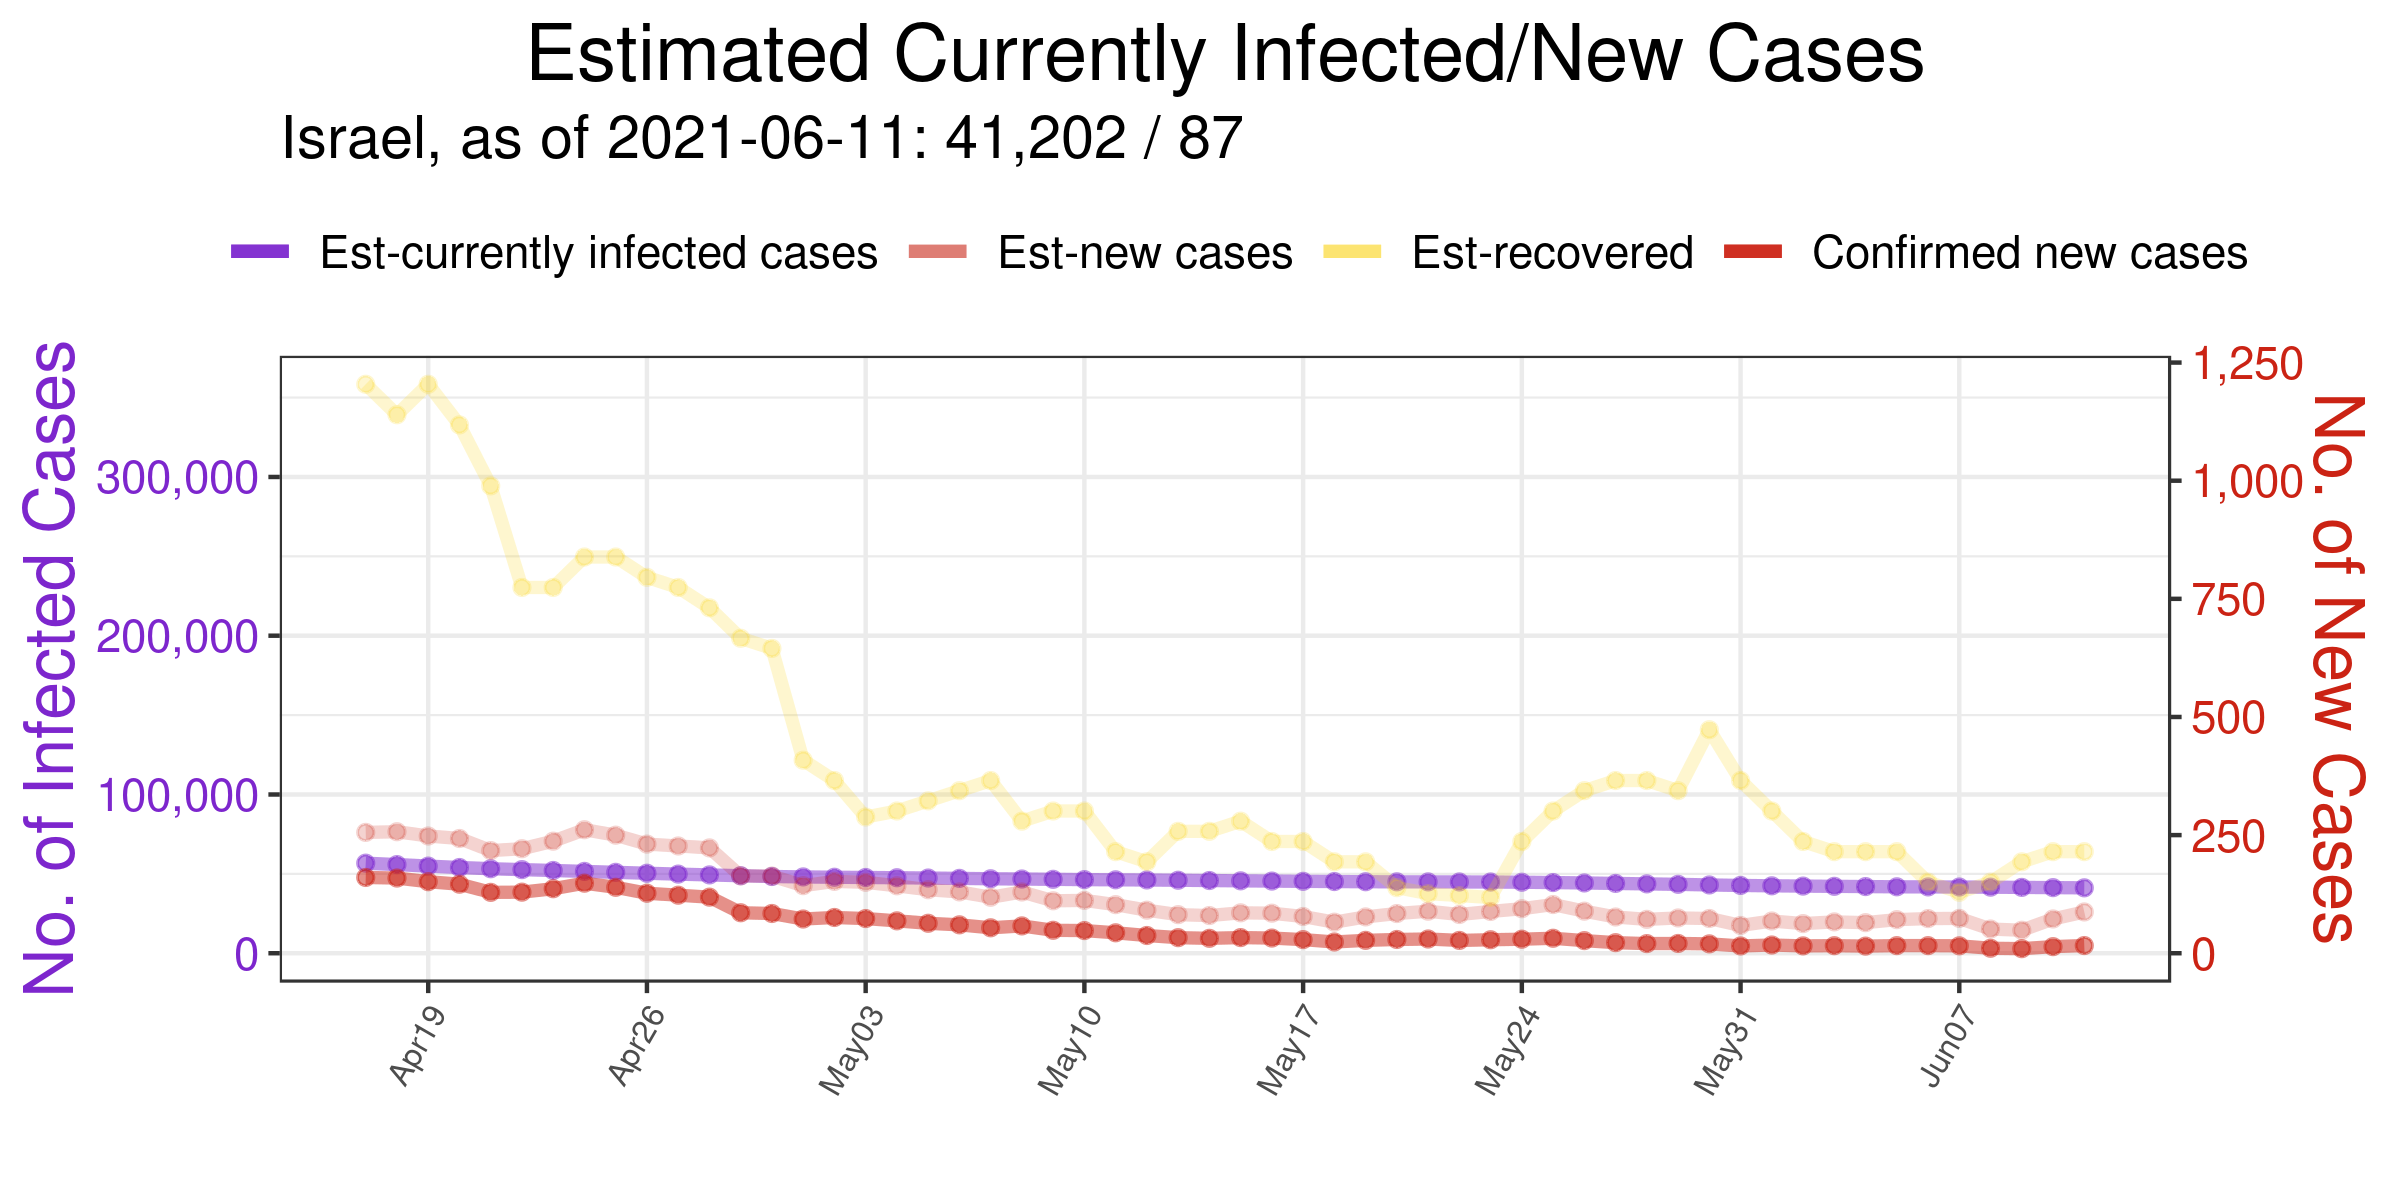 Estimated Currently Infected/New Cases
Israel, as of 2021-06-11: 41,202 / 87
Est-currently infected cases Est-new cases Est-recovered Confirmed new cases
No. of Infected Cases
300,000
200,000
100,000
0
1,250
1,000
750
500
250
0
No. of New Cases
Apr19 Apr26 May03 May10 May17 May24 May31 Jun07